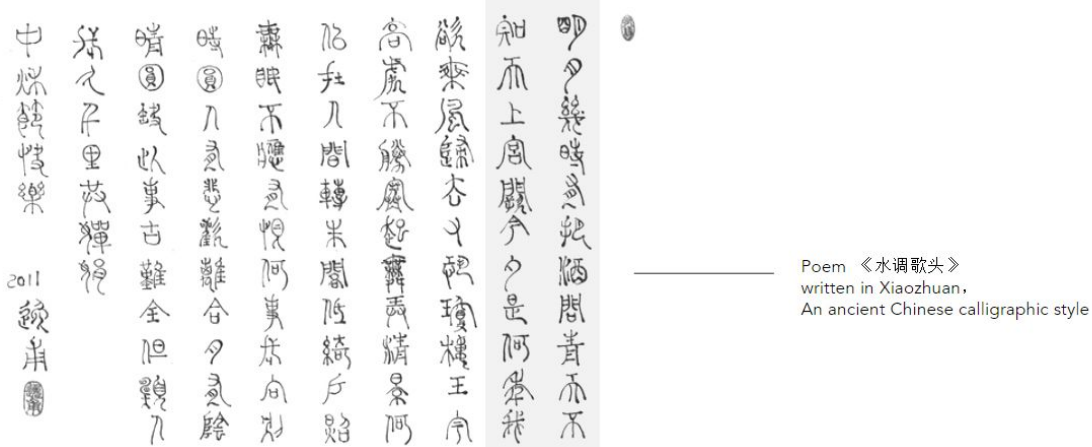 明月幾時有把酒問青天不
知天上宮闕今夕是何年我
欲乘風歸去又恐瓊樓玉宇
高處不勝寒起舞弄清影何
似在人間轉朱閣低綺戶照
無眠不應有恨何事長向別
時圓人有悲歡離合月有陰
晴圓缺此事古難全但願人
長久千里共嬋娟
中秋節快樂
2011
Poem 《水调歌头》
written in Xiaozhuan，
An ancient Chinese calligraphic style